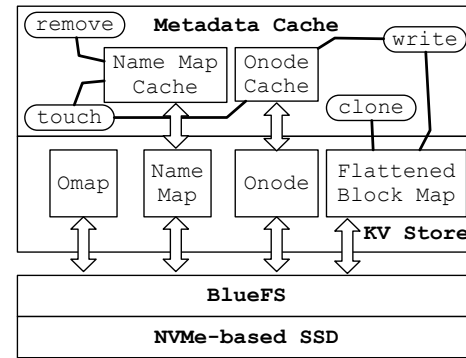 Metadata Cache
remove
write
Name Map
Cache
Onode
Cache
touch
clone
Omap
Name
Map
Onode
Flattened
Block Map
KV Store
BlueFS
NVMe-based SSD